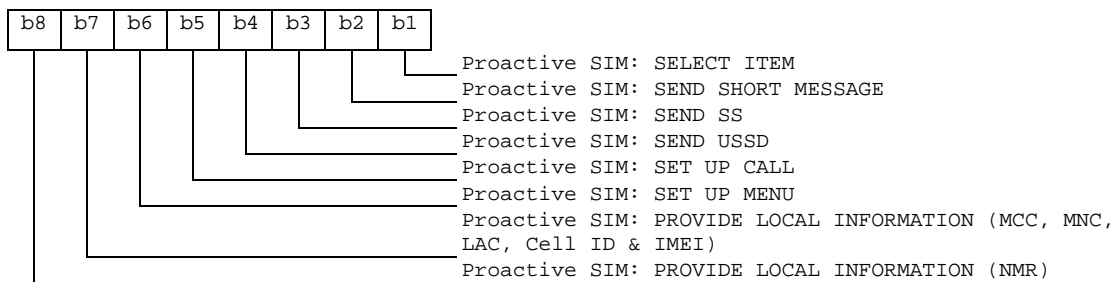 b8 b7 b6 b5 b4 b3 b2 b1
Proactive SIM: SELECT ITEM
Proactive SIM: SEND SHORT MESSAGE
Proactive SIM: SEND SS
Proactive SIM: SEND USSD
Proactive SIM: SET UP CALL
Proactive SIM: SET UP MENU
Proactive SIM: PROVIDE LOCAL INFORMATION (MCC, MNC,
LAC, Cell ID & IMEI)
Proactive SIM: PROVIDE LOCAL INFORMATION (NMR)